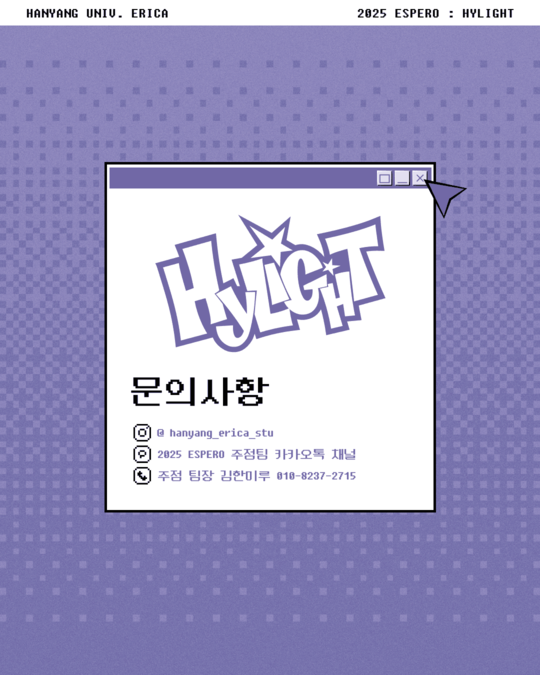 HANYANG UNIV. ERICA
2025 ESPERO : HYLIGHT
HyLiGHT
문의사항
@ hanyang_erica_stu
2025 ESPERO 주점팀 카카오톡 채널
주점 팀장 김한미루 010-8237-2715